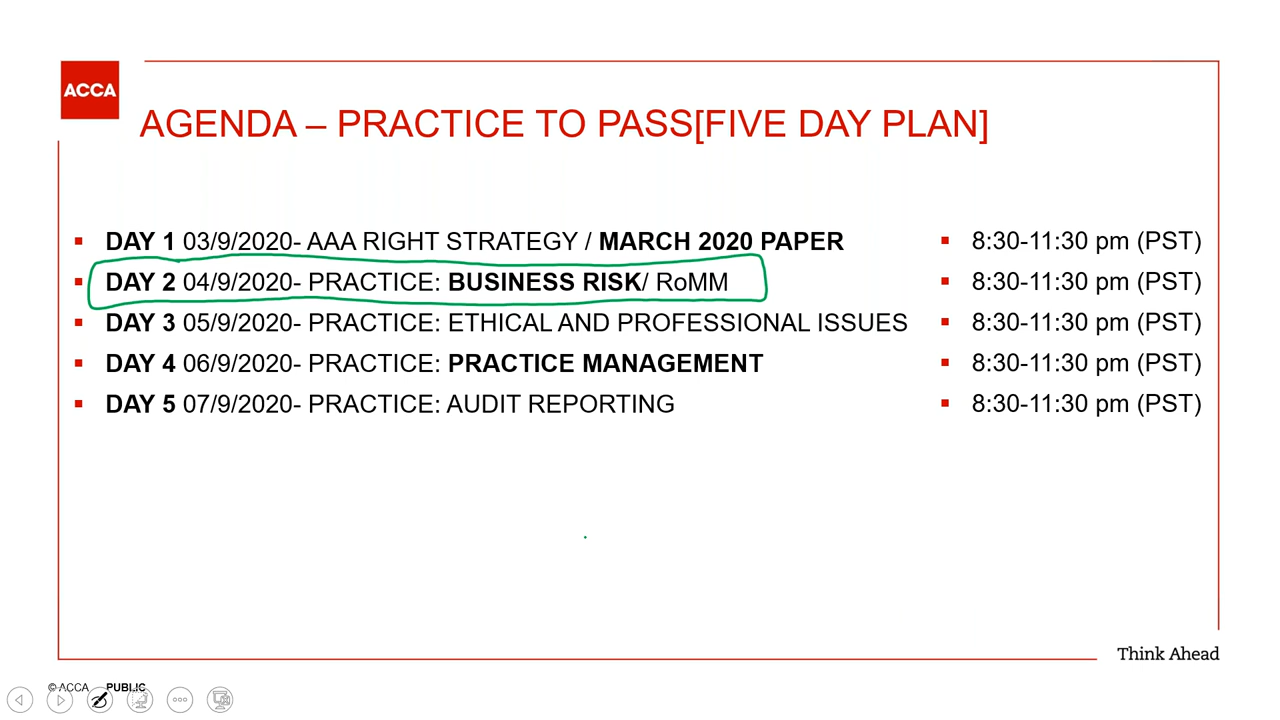 ACCA
AGENDA – PRACTICE TO PASS[FIVE DAY PLAN]
▪ DAY 1 03/9/2020- AAA RIGHT STRATEGY / MARCH 2020 PAPER ▪ 8:30-11:30 pm (PST)
▪ DAY 2 04/9/2020- PRACTICE: BUSINESS RISK/ RoMM ▪ 8:30-11:30 pm (PST)
▪ DAY 3 05/9/2020- PRACTICE: ETHICAL AND PROFESSIONAL ISSUES ▪ 8:30-11:30 pm (PST)
▪ DAY 4 06/9/2020- PRACTICE: PRACTICE MANAGEMENT ▪ 8:30-11:30 pm (PST)
▪ DAY 5 07/9/2020- PRACTICE: AUDIT REPORTING ▪ 8:30-11:30 pm (PST)
Think Ahead
© ACCA PUBLIC